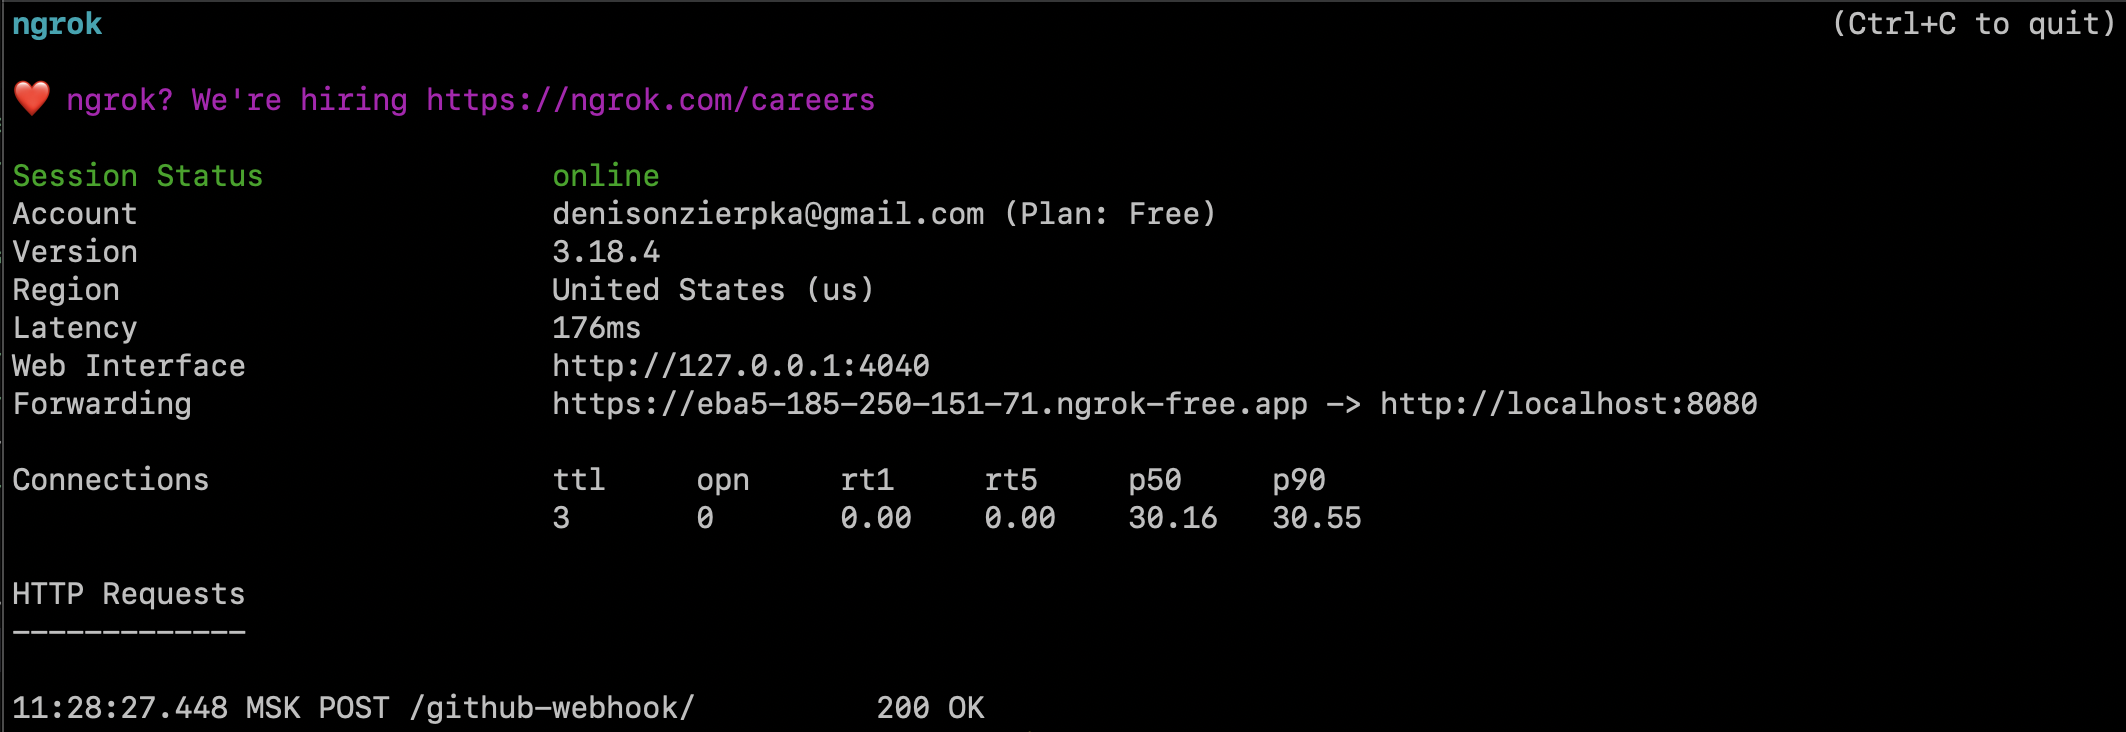 ngrok (Ctrl+C to quit)
❤️ ngrok? We're hiring https://ngrok.com/careers
Session Status online
Account denisonzierpka@gmail.com (Plan: Free)
Version 3.18.4
Region United States (us)
Latency 176ms
Web Interface http://127.0.0.1:4040
Forwarding https://eba5-185-250-151-71.ngrok-free.app -> http://localhost:8080
Connections ttl opn rt1 rt5 p50 p90
3 0 0.00 0.00 30.16 30.55
HTTP Requests
-------------
11:28:27.448 MSK POST /github-webhook/ 200 OK